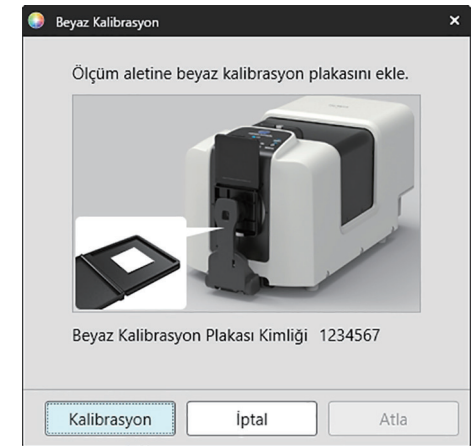 Beyaz Kalibrasyon
Ölçüm aletine beyaz kalibrasyon plakasını ekle.
Beyaz Kalibrasyon Plakası Kimliği 1234567
Kalibrasyon
İptal
Atla